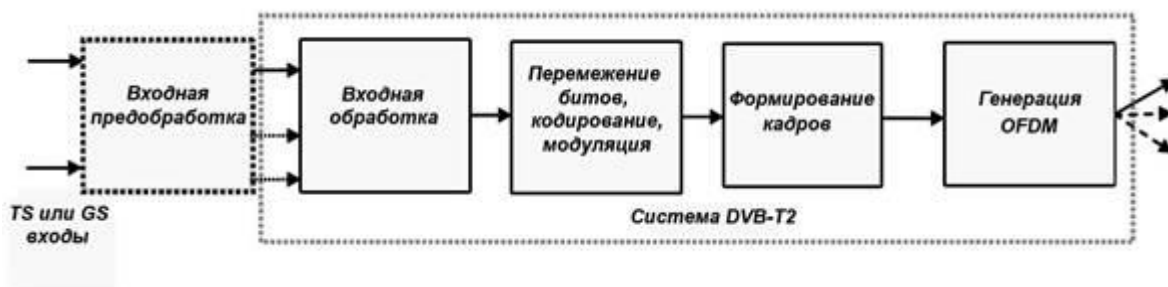 Входная
предобработка
Входная
обработка
Перемежение
битов,
кодирование,
модуляция
Формирование
кадров
Генерация
OFDM
TS или GS
входы
Система DVB-T2